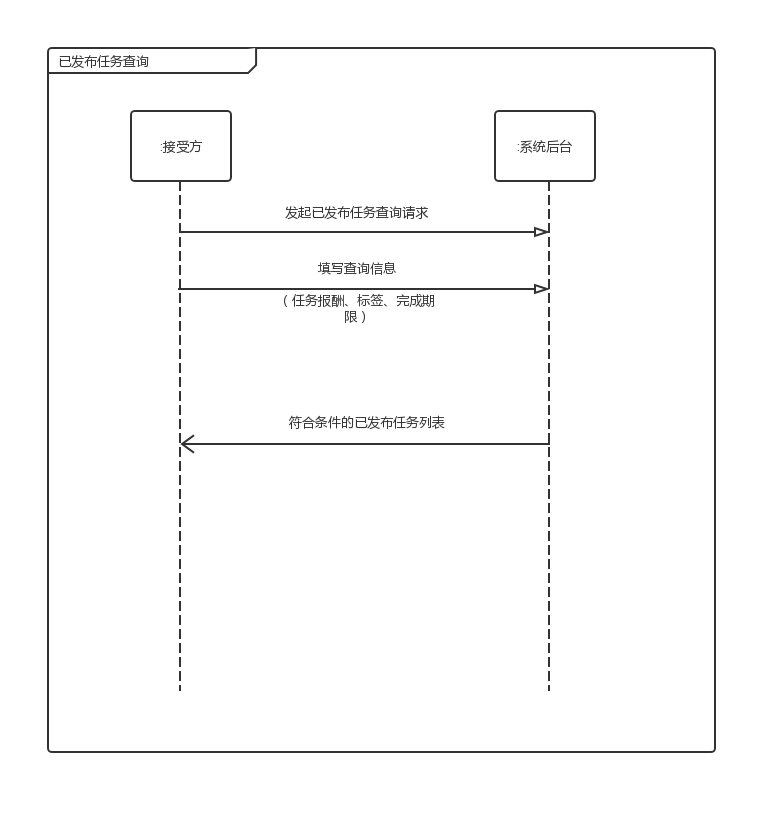 已发布任务查询
:接受方
:系统后台
发起已发布任务查询请求
填写查询信息
（任务报酬、标签、完成期
限）
符合条件的已发布任务列表